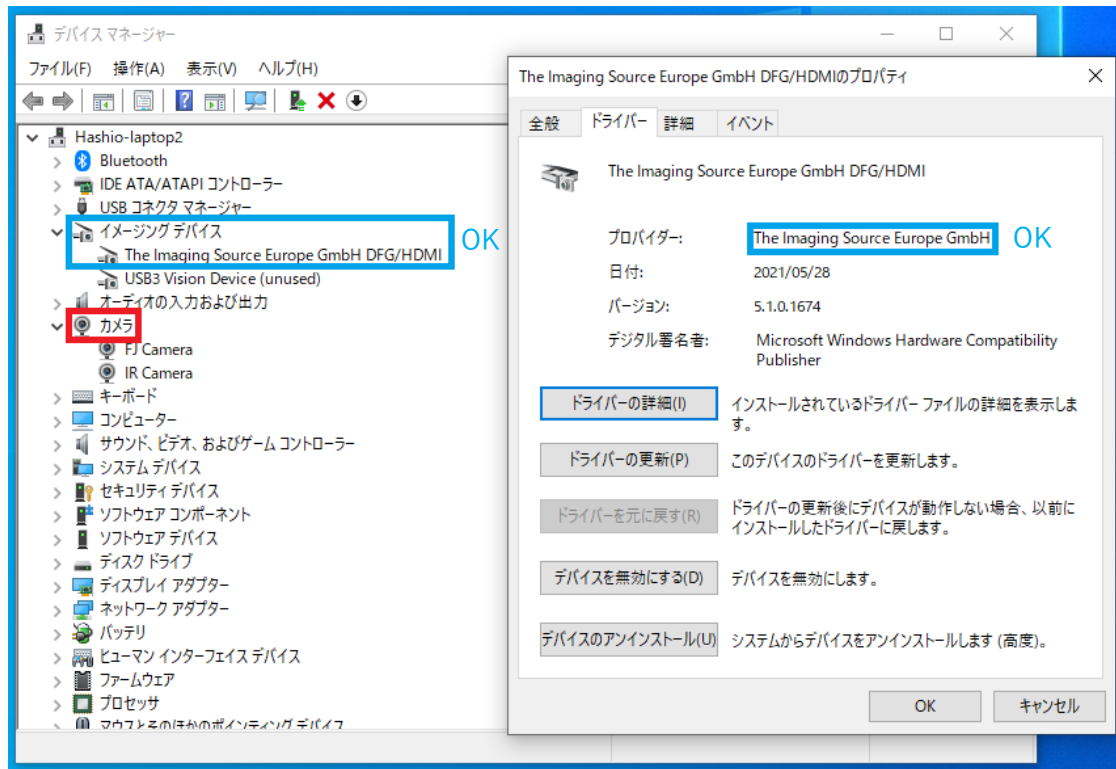 デバイス マネージャー
ファイル(F) 操作(A) 表示(V) ヘルプ(H)
Hashio-laptop2
Bluetooth
IDE ATA/ATAPI コントローラー
USB コネクタ マネージャー
イメージング デバイス
OK
The Imaging Source Europe GmbH DFG/HDMI
USB3 Vision Device (unused)
オーディオの入力および出力
カメラ
FJ Camera
IR Camera
キーボード
コンピューター
サウンド、ビデオ、およびゲーム コントローラー
システム デバイス
セキュリティ デバイス
ソフトウェア コンポーネント
ソフトウェア デバイス
ディスク ドライブ
ディスプレイ アダプター
ネットワーク アダプター
バッテリ
ヒューマン インターフェイス デバイス
ファームウェア
プロセッサ
マウスとそのほかのポインティング デバイス
The Imaging Source Europe GmbH DFG/HDMIのプロパティ
全般 ドライバー 詳細 イベント
The Imaging Source Europe GmbH DFG/HDMI
プロバイダー: The Imaging Source Europe GmbH OK
日付: 2021/05/28
バージョン: 5.1.0.1674
デジタル署名者: Microsoft Windows Hardware Compatibility
Publisher
ドライバーの詳細(I) インストールされているドライバー ファイルの詳細を表示しま
す。
ドライバーの更新(P) このデバイスのドライバーを更新します。
ドライバーを元に戻す(R) ドライバーの更新後にデバイスが動作しない場合、以前に
インストールしたドライバーに戻します。
デバイスを無効にする(D) デバイスを無効にします。
デバイスのアンインストール(U) システムからデバイスをアンインストールします (高度)。
OK キャンセル